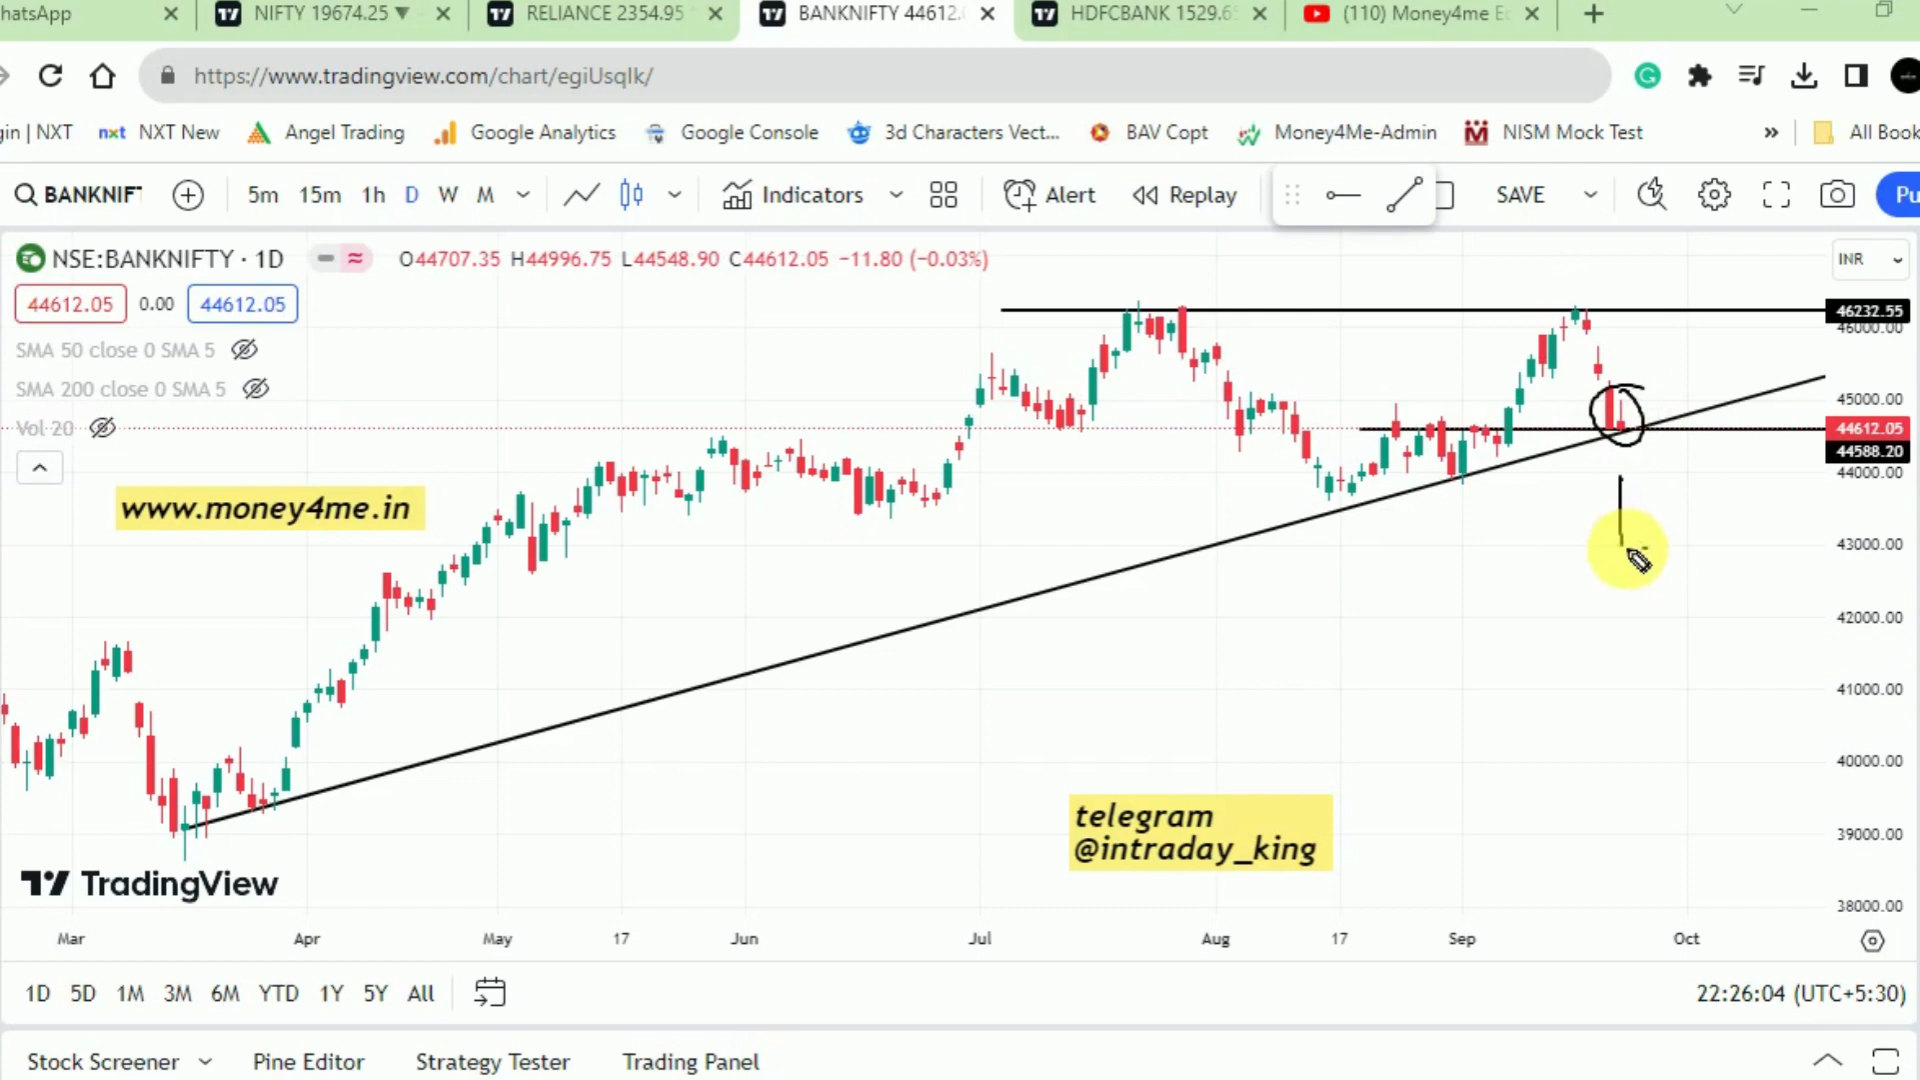 hatsApp
NIFTY 19674.25
RELIANCE 2354.95
BANKNIFTY 44612.
HDFCBANK 1529.6
(110) Money4me E
https://www.tradingview.com/chart/egiUsqIk/
gin | NXT
nxt NXT New
Angel Trading
Google Analytics
Google Console
3d Characters Vect...
BAV Copt
Money4Me-Admin
NISM Mock Test
»
All Book
BANKNIF
5m 15m 1h D W M
Indicators
Alert
Replay
SAVE
Pu
NSE:BANKNIFTY · 1D
O44707.35 H44996.75 L44548.90 C44612.05 −11.80 (−0.03%)
INR
44612.05 0.00 44612.05
SMA 50 close 0 SMA 5
SMA 200 close 0 SMA 5
Vol 20
46232.55
46000.00
45000.00
44612.05
44588.20
44000.00
43000.00
42000.00
41000.00
40000.00
39000.00
38000.00
www.money4me.in
telegram
@intraday_king
TradingView
Mar Apr May 17 Jun Jul Aug 17 Sep Oct
1D 5D 1M 3M 6M YTD 1Y 5Y All
22:26:04 (UTC+5:30)
Stock Screener
Pine Editor
Strategy Tester
Trading Panel